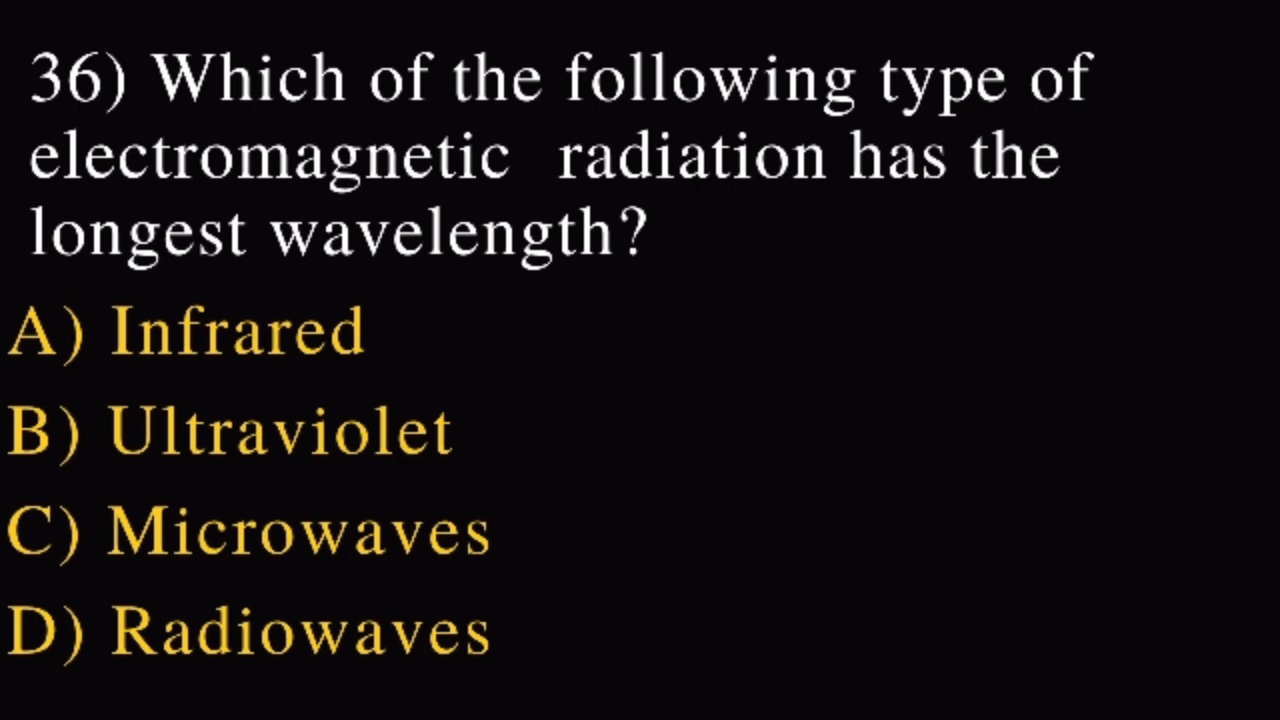 36) Which of the following type of
electromagnetic radiation has the
longest wavelength?
A) Infrared
B) Ultraviolet
C) Microwaves
D) Radiowaves